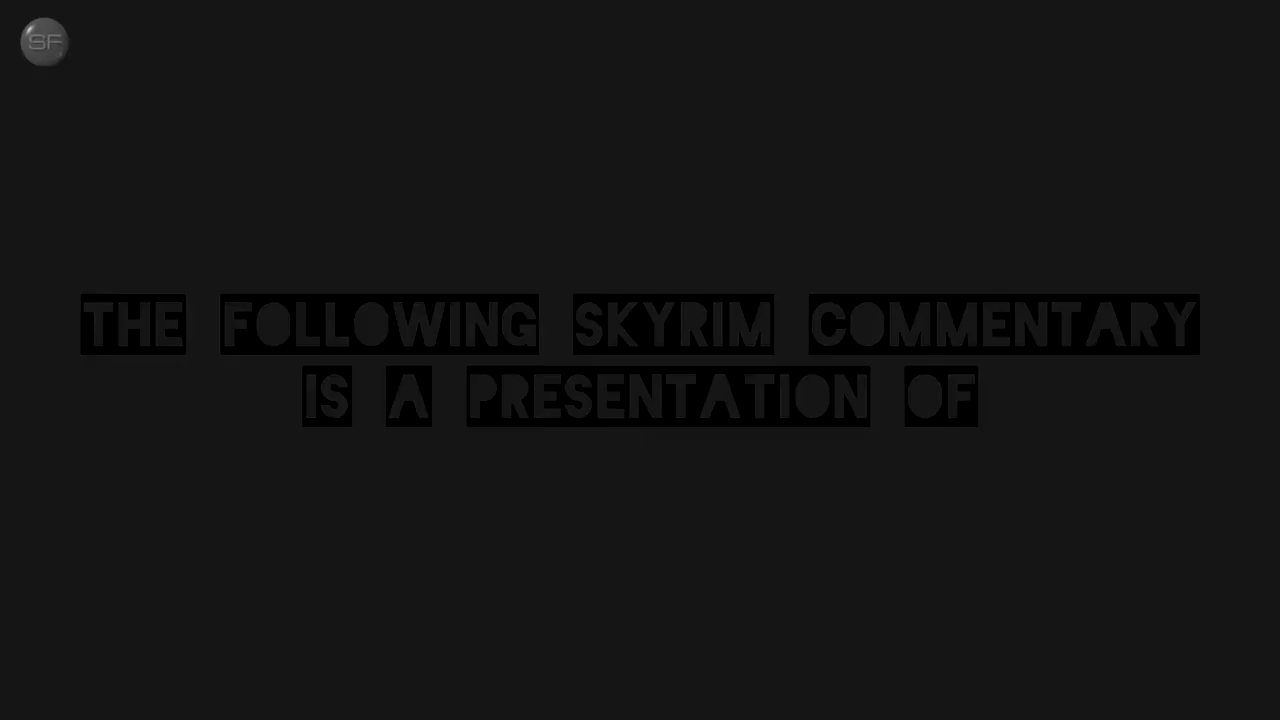 SF
THE FOLLOWING SKYRIM COMMENTARY
IS A PRESENTATION OF